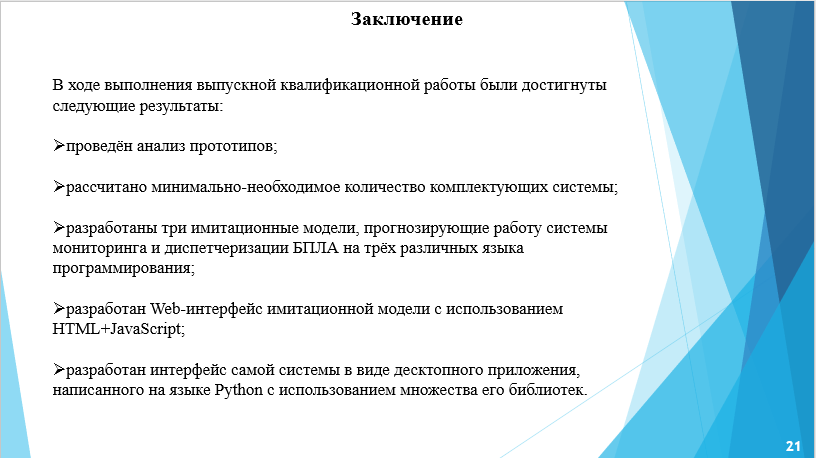 Заключение
В ходе выполнения выпускной квалификационной работы были достигнуты
следующие результаты:
➢проведён анализ прототипов;
➢рассчитано минимально-необходимое количество комплектующих системы;
➢разработаны три имитационные модели, прогнозирующие работу системы
мониторинга и диспетчеризации БПЛА на трёх различных языка
программирования;
➢разработан Web-интерфейс имитационной модели с использованием
HTML+JavaScript;
➢разработан интерфейс самой системы в виде десктопного приложения,
написанного на языке Python с использованием множества его библиотек.
21